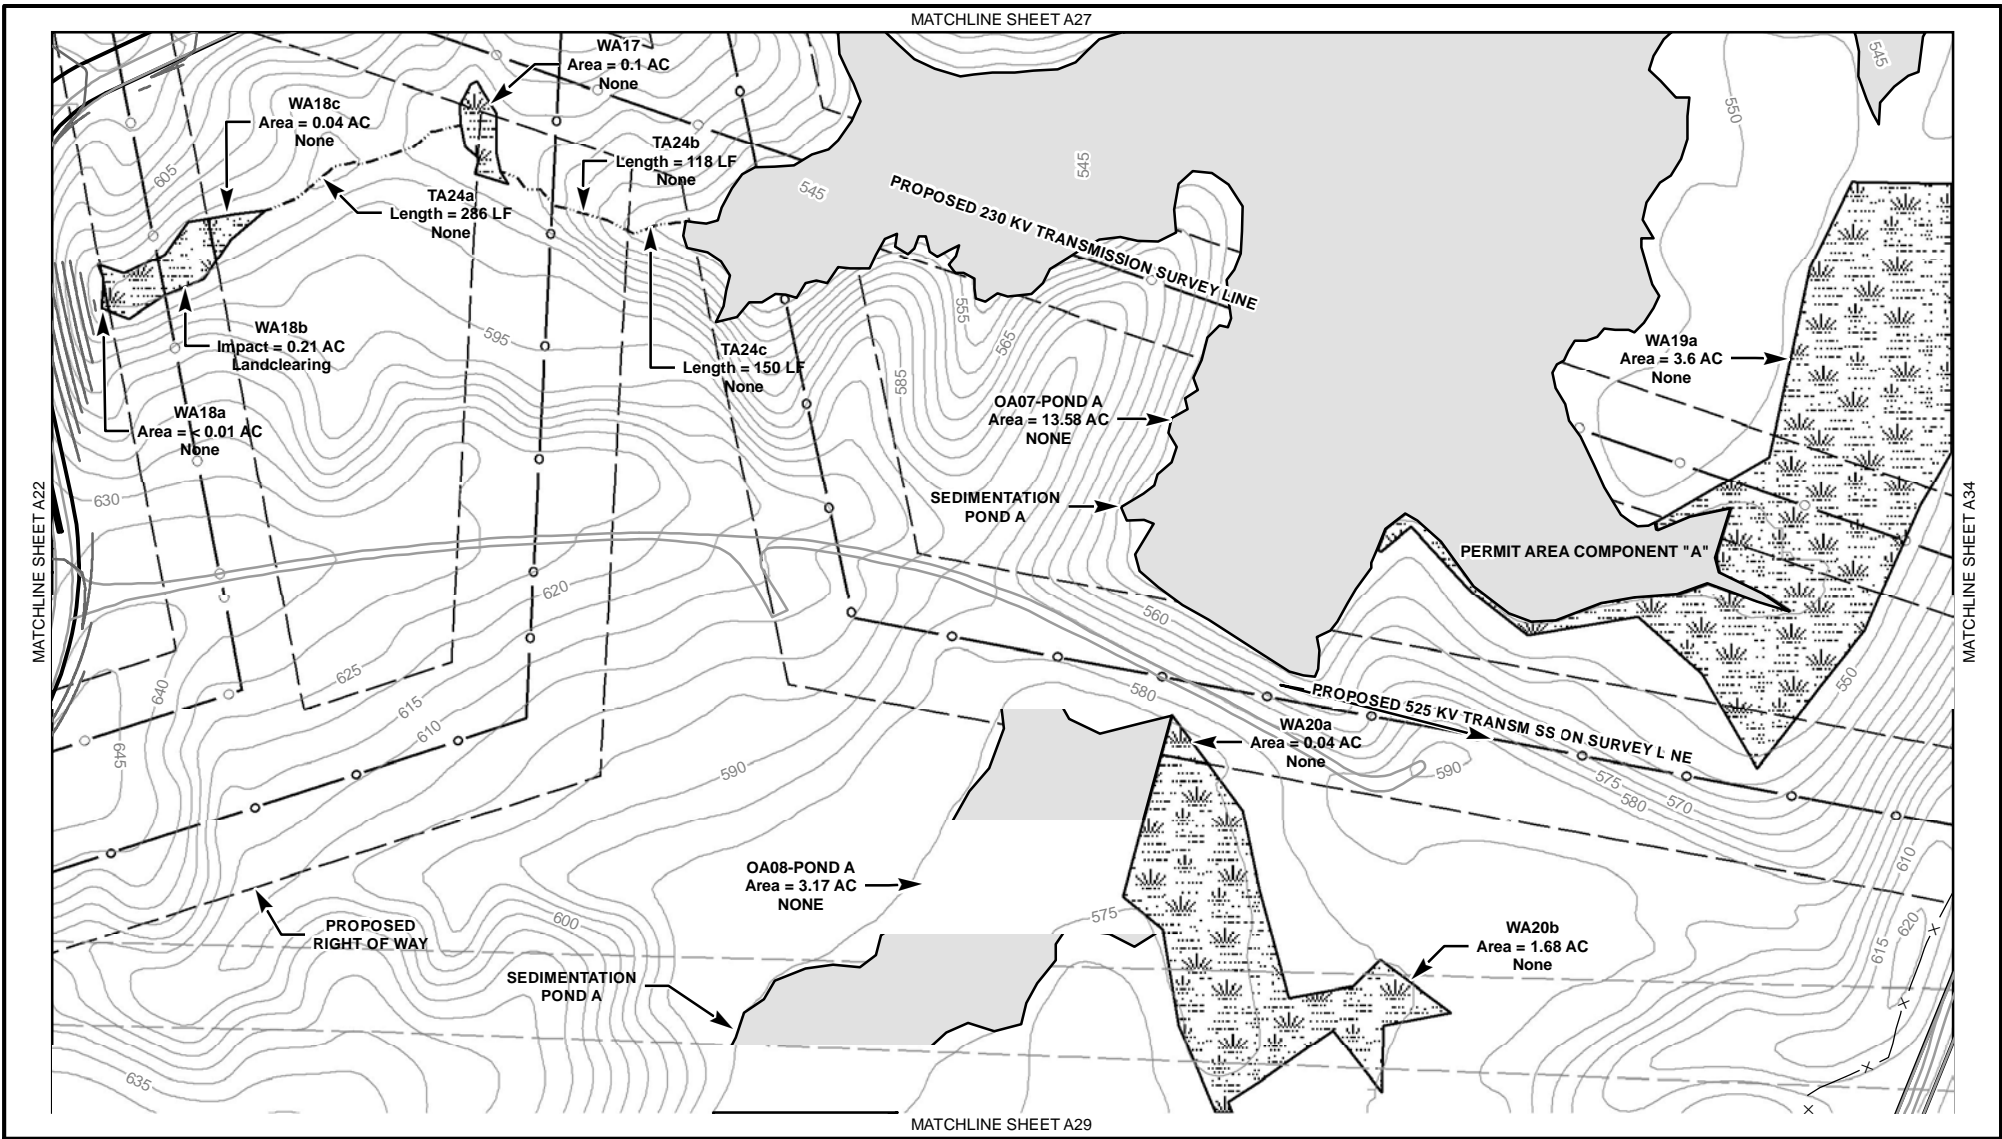 MATCHLINE SHEET A27
WA17
Area = 0.1 AC
None
545
550
WA18c
Area = 0.04 AC
None
TA24b
Length = 118 LF
None
545
545
605
TA24a
Length = 286 LF
None
PROPOSED 230 KV TRANSMISSION SURVEY LINE
WA18b
Impact = 0.21 AC
Landclearing
595
TA24c
Length = 150 LF
None
555
565
585
WA19a
Area = 3.6 AC
None
WA18a
Area = < 0.01 AC
None
OA07-POND A
Area = 13.58 AC
NONE
630
SEDIMENTATION
POND A
MATCHLINE SHEET A22
MATCHLINE SHEET A34
PERMIT AREA COMPONENT "A"
620
560
625
640
615
610
645
580
550
PROPOSED 525 KV TRANSM SS ON SURVEY L NE
WA20a
Area = 0.04 AC
None
590
590
575
580
570
OA08-POND A
Area = 3.17 AC
NONE
610
PROPOSED
RIGHT OF WAY
600
575
WA20b
Area = 1.68 AC
None
620
615
SEDIMENTATION
POND A
635
MATCHLINE SHEET A29